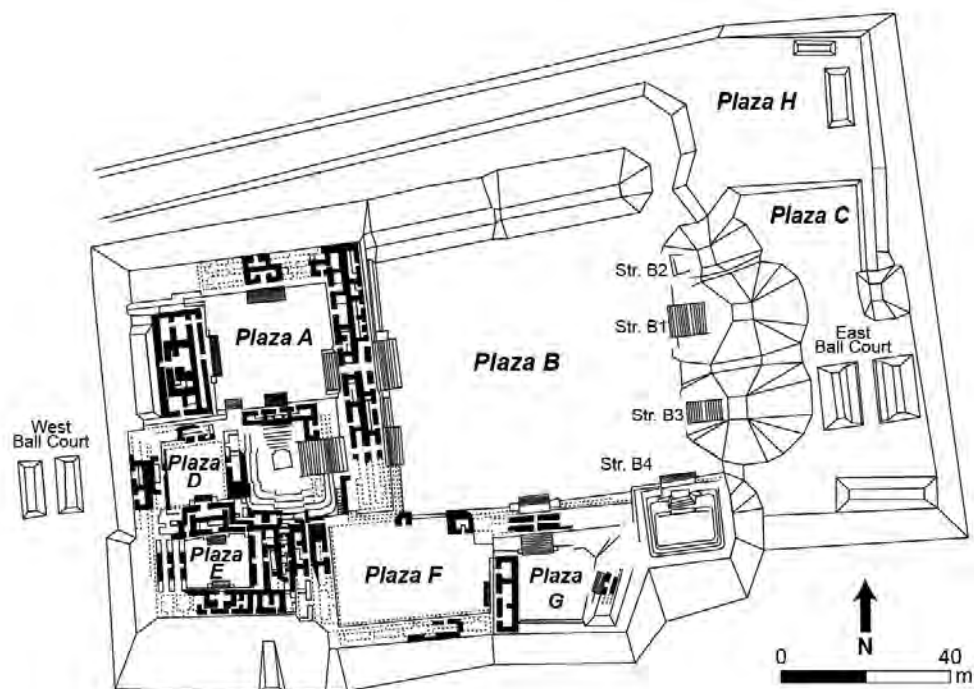 Plaza H
Plaza C
Str. B2
Str. B1
Plaza A
East
Ball Court
Plaza B
Str. B3
West
Ball Court
Str. B4
Plaza
D
Plaza
E
Plaza F
Plaza
G
N
0 40
m